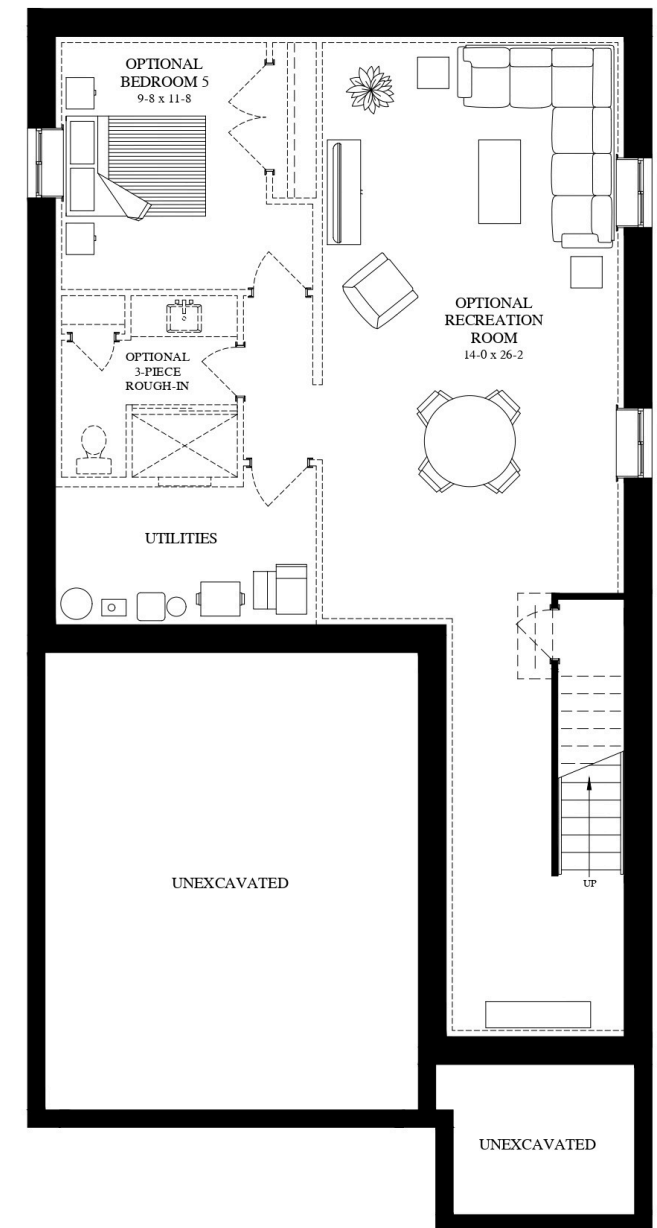 OPTIONAL
BEDROOM 5
9-8 x 11-8
OPTIONAL
RECREATION
ROOM
14-0 x 26-2
OPTIONAL
3-PIECE
ROUGH-IN
UTILITIES
UNEXCAVATED
UP
UNEXCAVATED